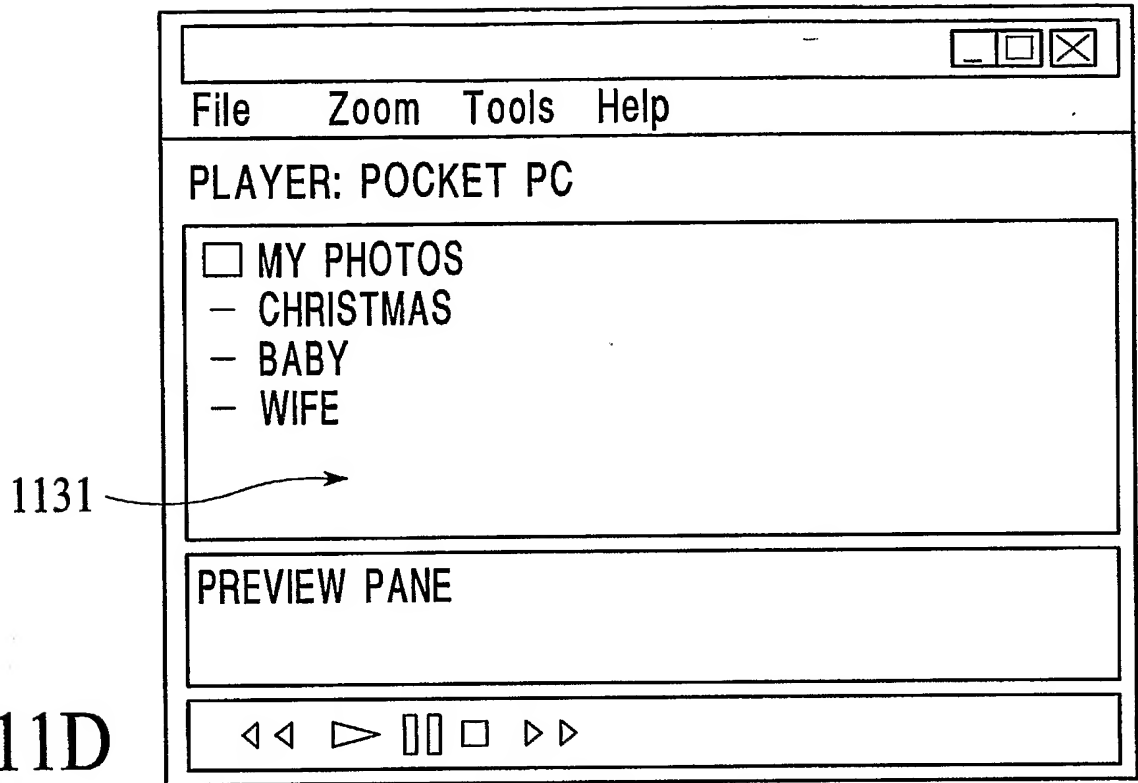 File Zoom Tools Help
PLAYER: POCKET PC
MY PHOTOS
– CHRISTMAS
– BABY
– WIFE
1131
PREVIEW PANE
11D